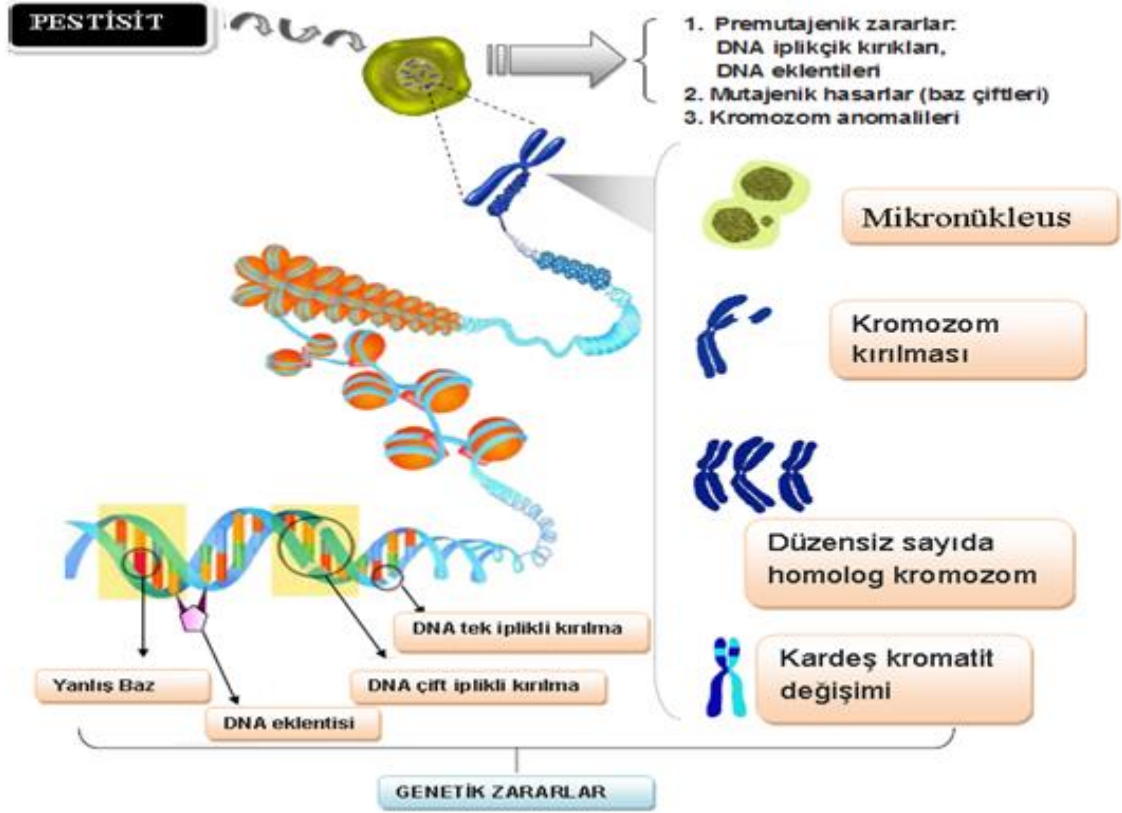 PESTİSİT
1. Premutajenik zararlar:
DNA iplikçik kırıkları,
DNA eklentileri
2. Mutajenik hasarlar (baz çiftleri)
3. Kromozom anomalileri
Mikronükleus
Kromozom
kırılması
Düzensiz sayıda
homolog kromozom
Kardeş kromatit
değişimi
DNA tek iplikli kırılma
Yanlış Baz
DNA çift iplikli kırılma
DNA eklentisi
GENETİK ZARARLAR